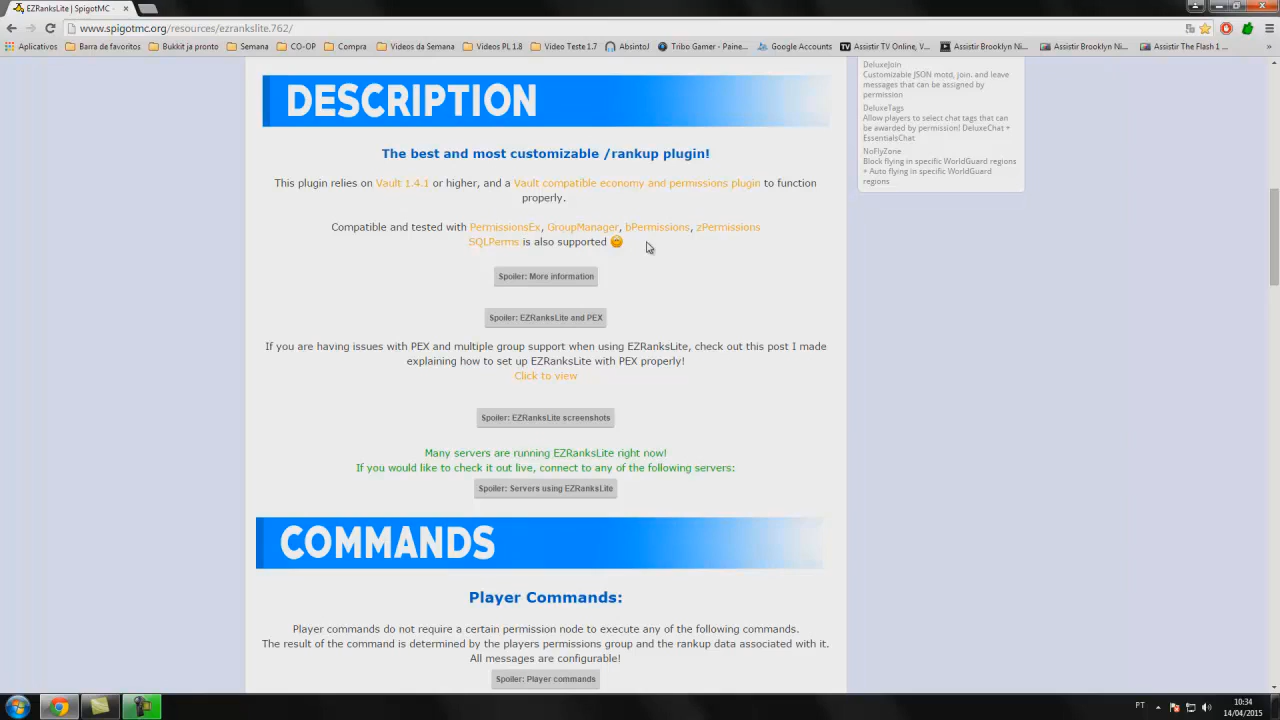 EZRanksLite | SpigotMC -
www.spigotmc.org/resources/ezrankslite.762/
Aplicativos Barra de favoritos Bukkit ja pronto Semana CO-OP Compra Videos da Semana Videos PL 1.8 Video Teste 1.7 AbsintoJ Tribo Gamer - Paine... Google Accounts Assistir TV Online, V... Assistir Brooklyn Ni... Assistir Brooklyn Ni... Assistir The Flash 1 ... »
DESCRIPTION
The best and most customizable /rankup plugin!
This plugin relies on Vault 1.4.1 or higher, and a Vault compatible economy and permissions plugin to function
properly.
Compatible and tested with PermissionsEx, GroupManager, bPermissions, zPermissions
SQLPerms is also supported
Spoiler: More information
Spoiler: EZRanksLite and PEX
If you are having issues with PEX and multiple group support when using EZRanksLite, check out this post I made
explaining how to set up EZRanksLite with PEX properly!
Click to view
Spoiler: EZRanksLite screenshots
Many servers are running EZRanksLite right now!
If you would like to check it out live, connect to any of the following servers:
Spoiler: Servers using EZRanksLite
COMMANDS
Player Commands:
Player commands do not require a certain permission node to execute any of the following commands.
The result of the command is determined by the players permissions group and the rankup data associated with it.
All messages are configurable!
Spoiler: Player commands
DeluxeJoin
Customizable JSON motd, join. and leave
messages that can be assigned by
permission
DeluxeTags
Allow players to select chat tags that can
be awarded by permission! DeluxeChat +
EssentialsChat
NoFlyZone
Block flying in specific WorldGuard regions
+ Auto flying in specific WorldGuard
regions
PT
10:34
14/04/2015